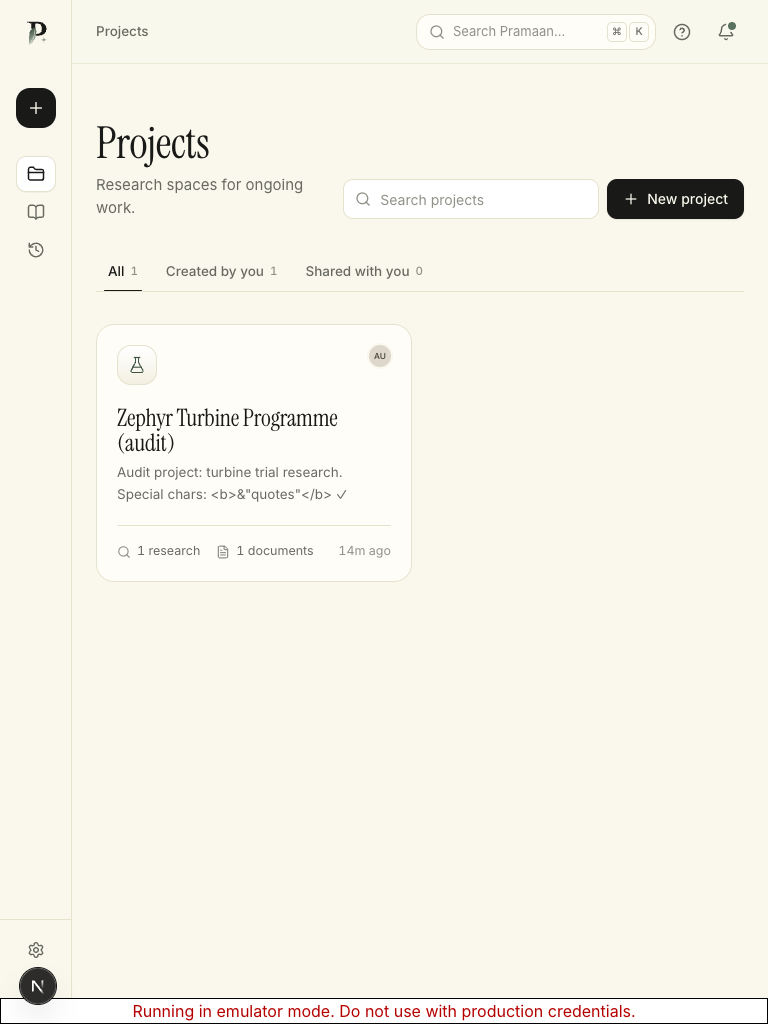 P
Projects
Search Pramaan... ⌘ K
Projects
Research spaces for ongoing
work.
Search projects
New project
All 1 Created by you 1 Shared with you 0
AU
Zephyr Turbine Programme
(audit)
Audit project: turbine trial research.
Special chars: <b>&"quotes"</b> ✓
1 research 1 documents 14m ago
N
Running in emulator mode. Do not use with production credentials.